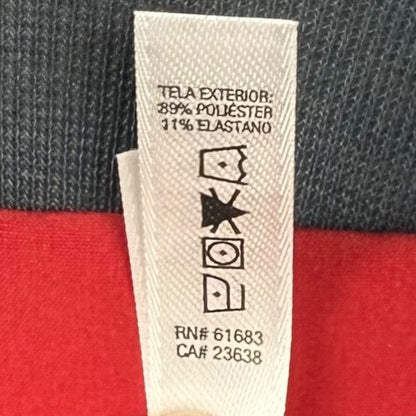 TELA EXTERIOR:
89% POLIÉSTER
11% ELASTANO
RN# 61683
CA# 23638